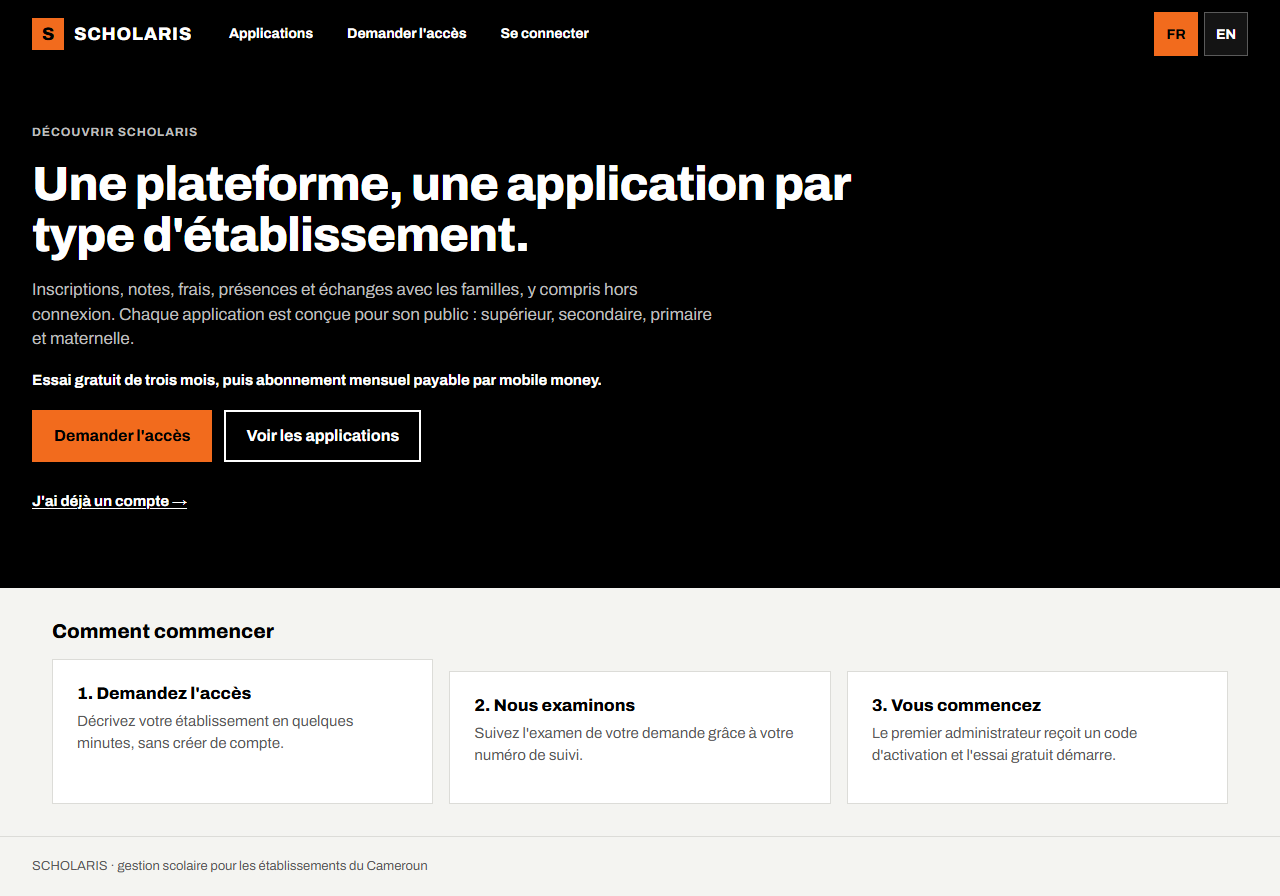 S SCHOLARIS Applications Demander l'accès Se connecter FR EN
DÉCOUVRIR SCHOLARIS
Une plateforme, une application par
type d'établissement.
Inscriptions, notes, frais, présences et échanges avec les familles, y compris hors
connexion. Chaque application est conçue pour son public : supérieur, secondaire, primaire
et maternelle.
Essai gratuit de trois mois, puis abonnement mensuel payable par mobile money.
Demander l'accès Voir les applications
J'ai déjà un compte →
Comment commencer
1. Demandez l'accès
Décrivez votre établissement en quelques
minutes, sans créer de compte.
2. Nous examinons
Suivez l'examen de votre demande grâce à votre
numéro de suivi.
3. Vous commencez
Le premier administrateur reçoit un code
d'activation et l'essai gratuit démarre.
SCHOLARIS · gestion scolaire pour les établissements du Cameroun